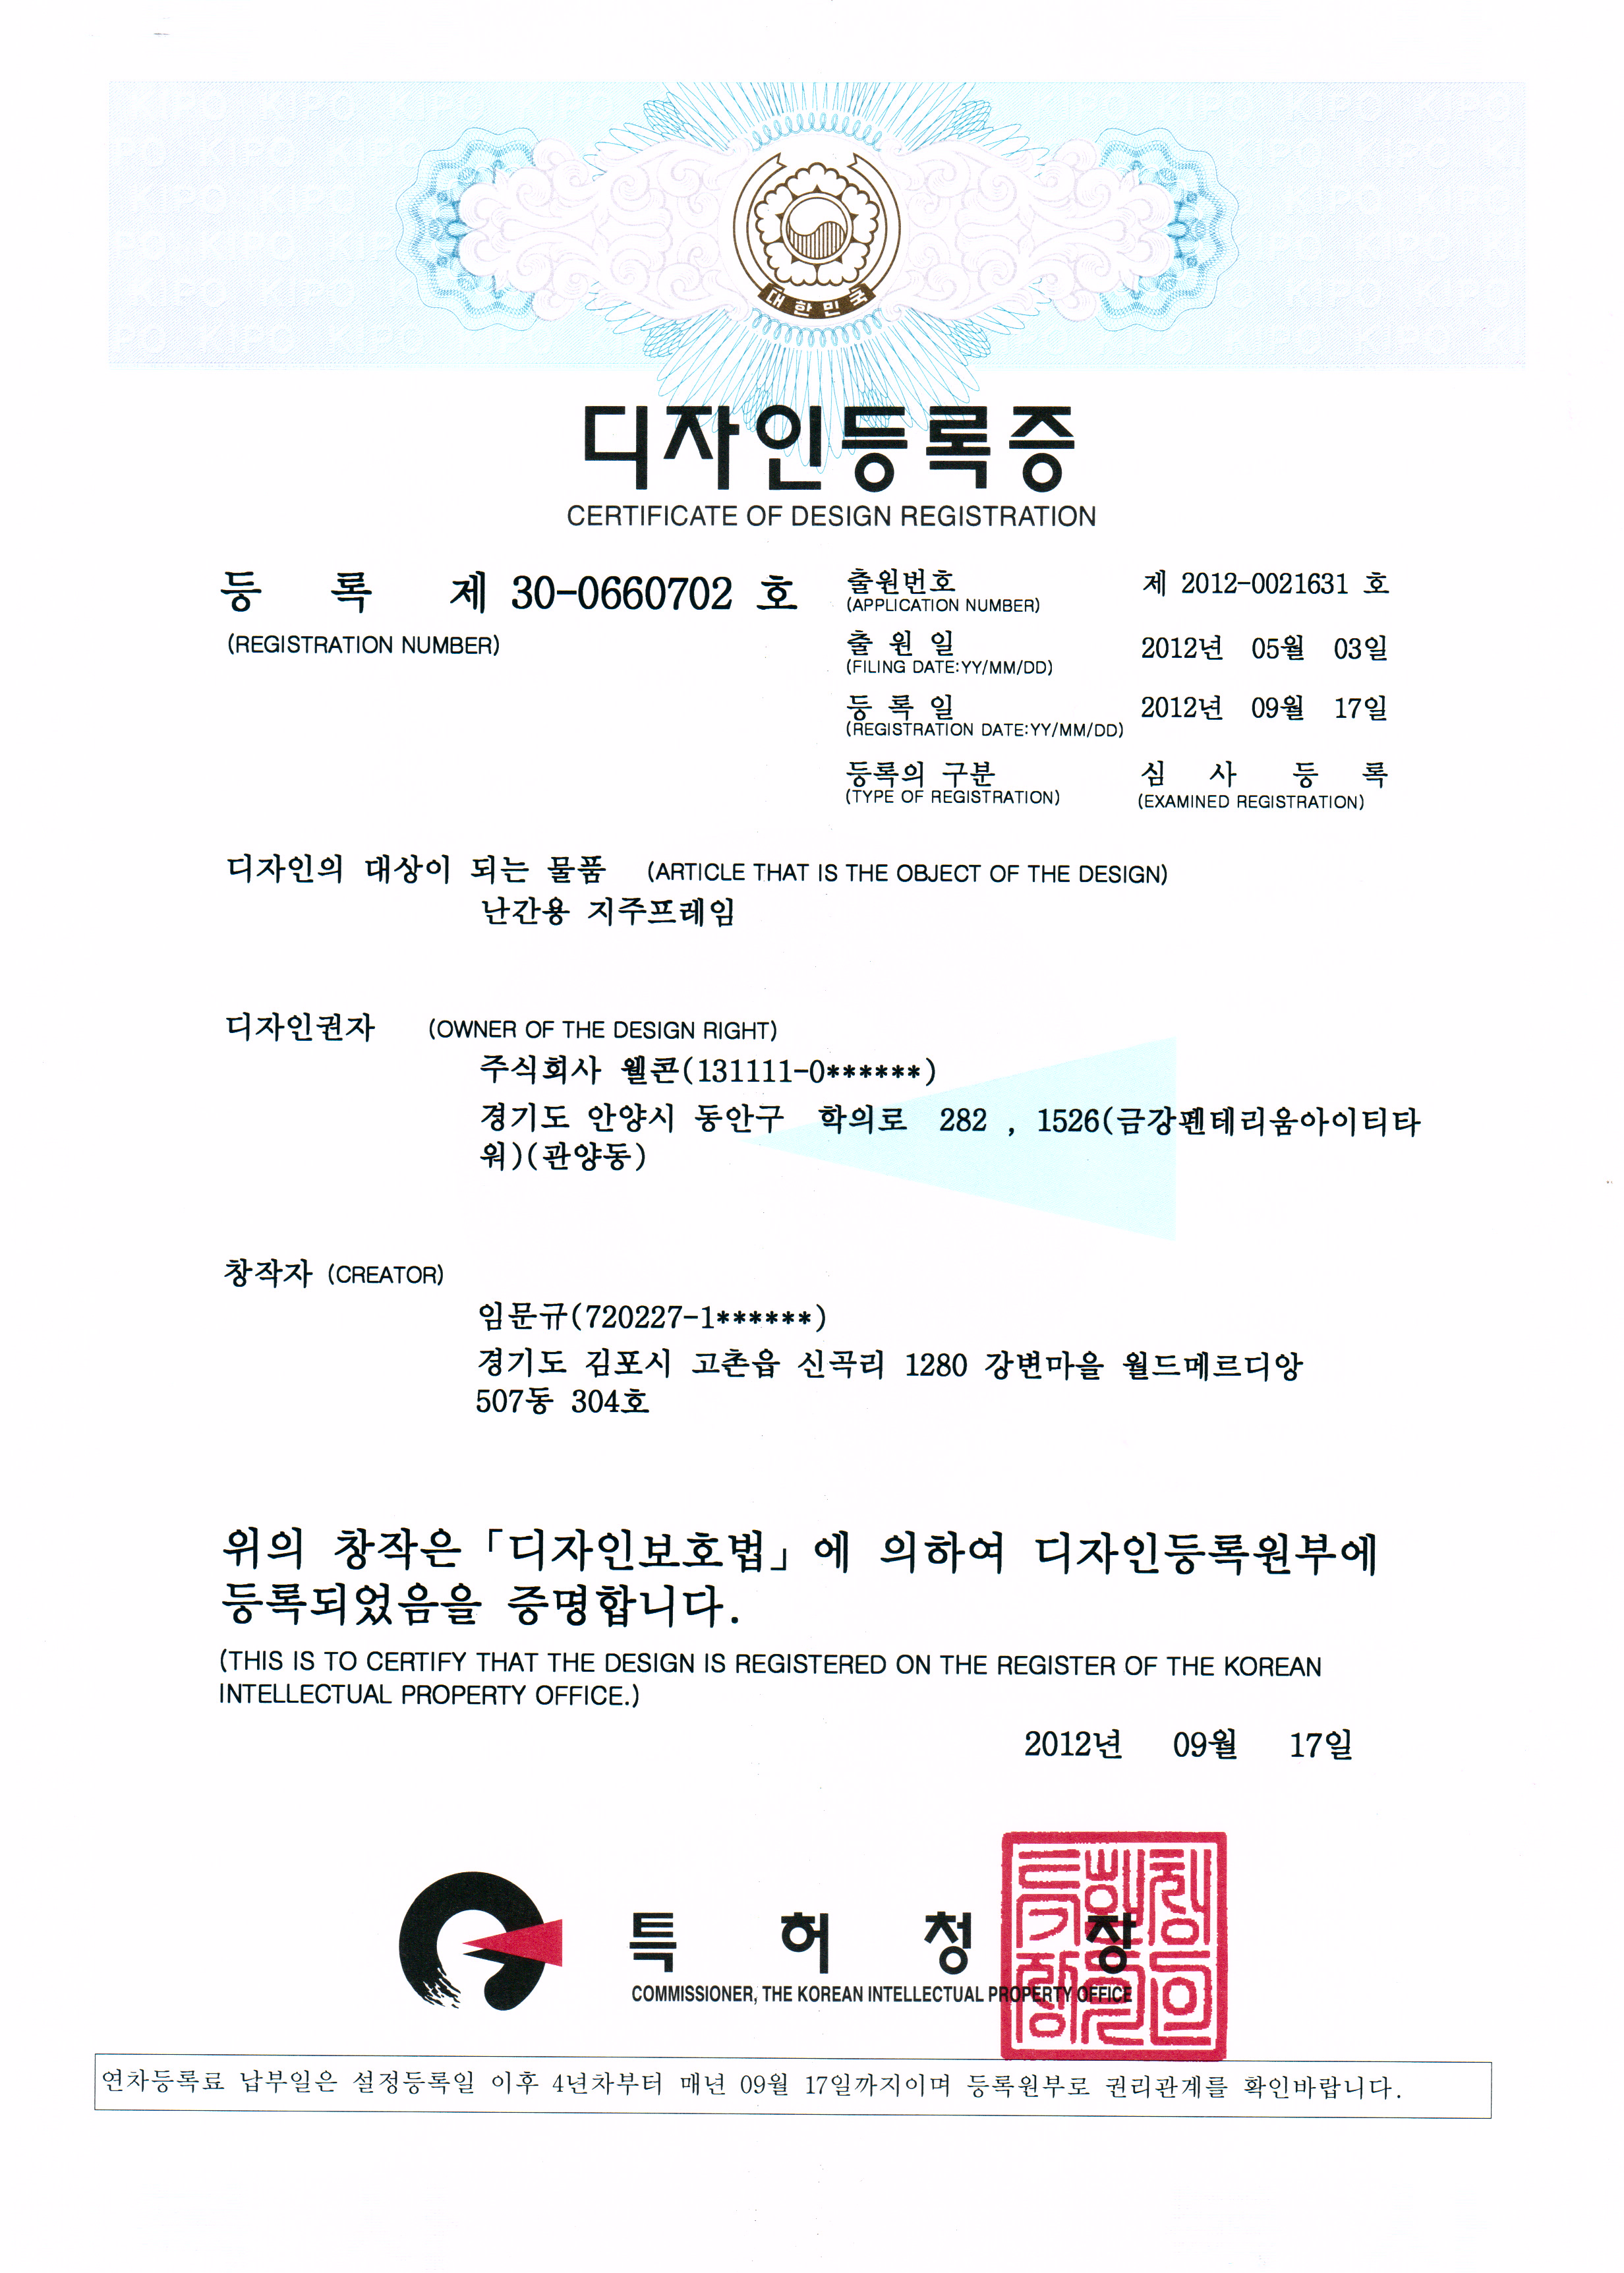 대한민국
디자인등록증
CERTIFICATE OF DESIGN REGISTRATION
등 록 제 30-0660702 호
(REGISTRATION NUMBER)
출원번호 제 2012-0021631 호
(APPLICATION NUMBER)
출 원 일 2012년 05월 03일
(FILING DATE:YY/MM/DD)
등 록 일 2012년 09월 17일
(REGISTRATION DATE:YY/MM/DD)
등록의 구분 심 사 등 록
(TYPE OF REGISTRATION) (EXAMINED REGISTRATION)
디자인의 대상이 되는 물품 (ARTICLE THAT IS THE OBJECT OF THE DESIGN)
난간용 지주프레임
디자인권자 (OWNER OF THE DESIGN RIGHT)
주식회사 웰콘(131111-0******)
경기도 안양시 동안구 학의로 282 , 1526(금강펜테리움아이티타
워)(관양동)
창작자 (CREATOR)
임문규(720227-1******)
경기도 김포시 고촌읍 신곡리 1280 강변마을 월드메르디앙
507동 304호
위의 창작은 「디자인보호법」에 의하여 디자인등록원부에
등록되었음을 증명합니다.
(THIS IS TO CERTIFY THAT THE DESIGN IS REGISTERED ON THE REGISTER OF THE KOREAN
INTELLECTUAL PROPERTY OFFICE.)
2012년 09월 17일
특 허 청 장
COMMISSIONER, THE KOREAN INTELLECTUAL PROPERTY OFFICE
연차등록료 납부일은 설정등록일 이후 4년차부터 매년 09월 17일까지이며 등록원부로 권리관계를 확인바랍니다.